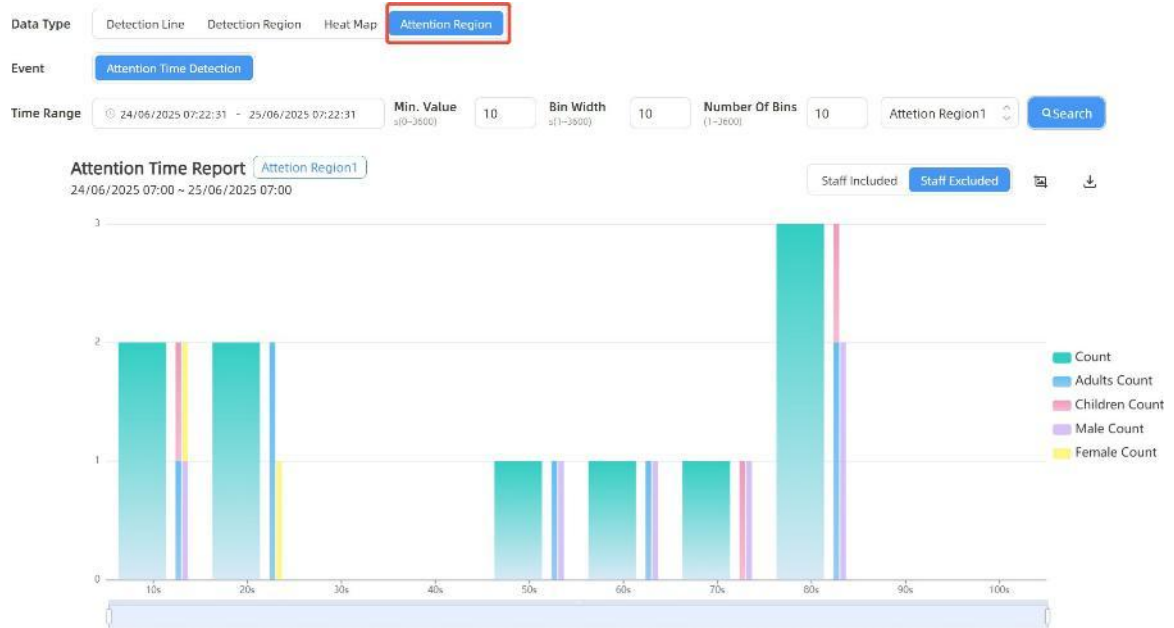 Data Type Detection Line Detection Region Heat Map Attention Region
Event Attention Time Detection
Time Range 24/06/2025 07:22:31 - 25/06/2025 07:22:31 Min. Value s(0~3600) 10 Bin Width s(1~3600) 10 Number Of Bins (1~3600) 10 Attetion Region1 Search
Attention Time Report Attetion Region1
24/06/2025 07:00 ~ 25/06/2025 07:00
Staff Included Staff Excluded
3
2
1
0
10s 20s 30s 40s 50s 60s 70s 80s 90s 100s
Count
Adults Count
Children Count
Male Count
Female Count